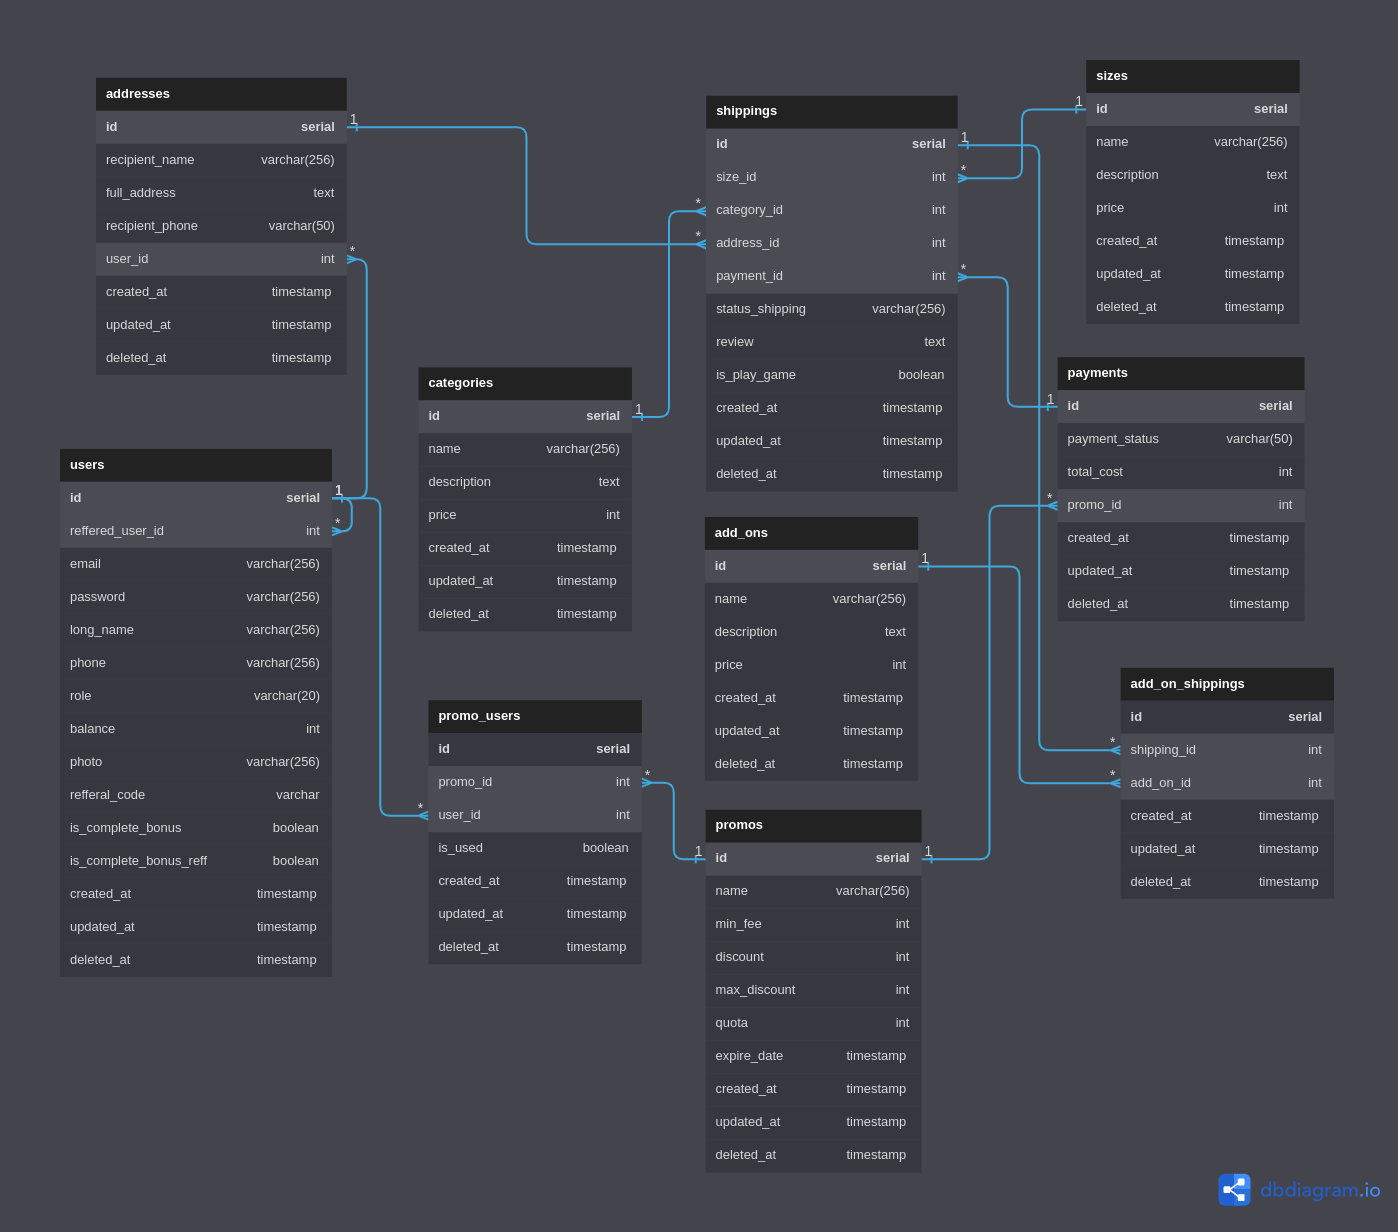 addresses
id serial
recipient_name varchar(256)
full_address text
recipient_phone varchar(50)
user_id int
created_at timestamp
updated_at timestamp
deleted_at timestamp
1
*
users
id serial
reffered_user_id int
email varchar(256)
password varchar(256)
long_name varchar(256)
phone varchar(256)
role varchar(20)
balance int
photo varchar(256)
refferal_code varchar
is_complete_bonus boolean
is_complete_bonus_reff boolean
created_at timestamp
updated_at timestamp
deleted_at timestamp
1
*
categories
id serial
name varchar(256)
description text
price int
created_at timestamp
updated_at timestamp
deleted_at timestamp
1
promo_users
id serial
promo_id int
user_id int
is_used boolean
created_at timestamp
updated_at timestamp
deleted_at timestamp
*
*
shippings
id serial
size_id int
category_id int
address_id int
payment_id int
status_shipping varchar(256)
review text
is_play_game boolean
created_at timestamp
updated_at timestamp
deleted_at timestamp
1
*
*
*
*
add_ons
id serial
name varchar(256)
description text
price int
created_at timestamp
updated_at timestamp
deleted_at timestamp
1
promos
id serial
name varchar(256)
min_fee int
discount int
max_discount int
quota int
expire_date timestamp
created_at timestamp
updated_at timestamp
deleted_at timestamp
1
1
sizes
id serial
name varchar(256)
description text
price int
created_at timestamp
updated_at timestamp
deleted_at timestamp
1
payments
id serial
payment_status varchar(50)
total_cost int
promo_id int
created_at timestamp
updated_at timestamp
deleted_at timestamp
1
*
add_on_shippings
id serial
shipping_id int
add_on_id int
created_at timestamp
updated_at timestamp
deleted_at timestamp
*
*
dbdiagram.io